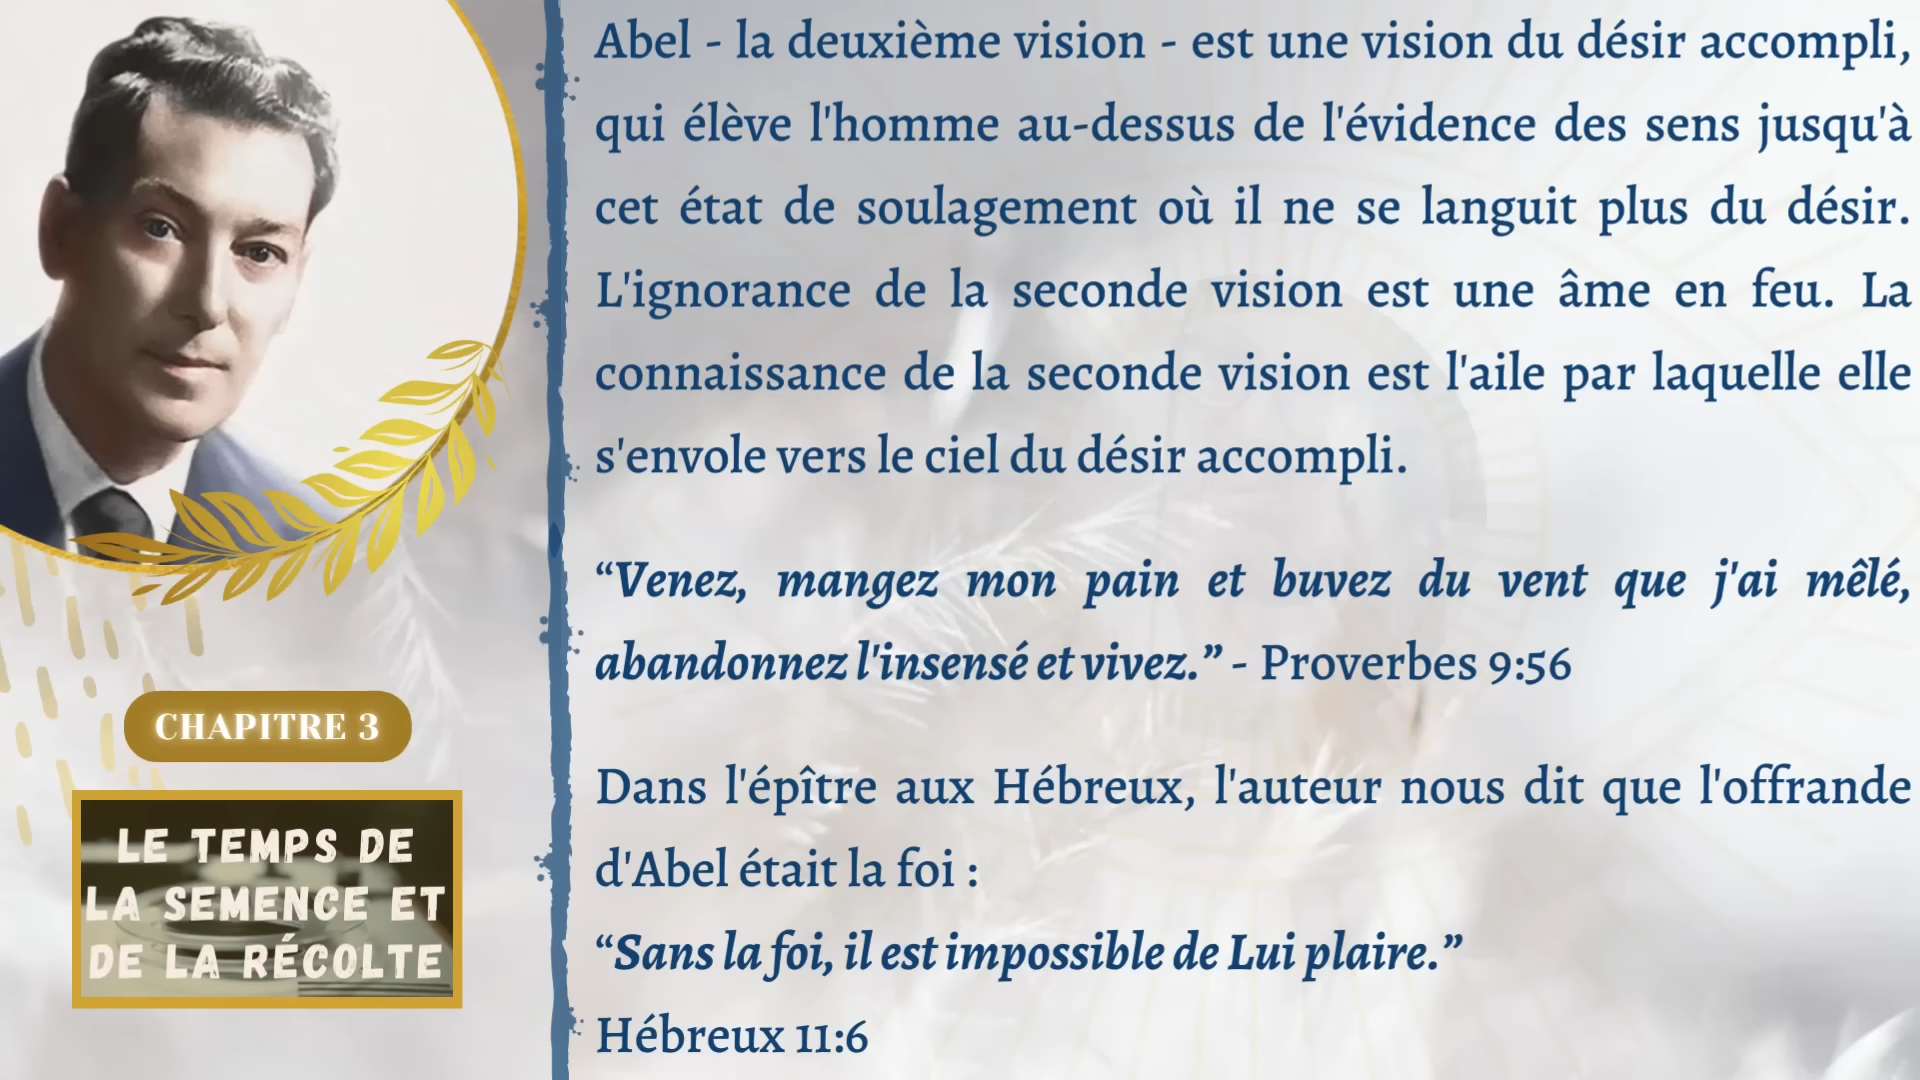 Abel - la deuxième vision - est une vision du désir accompli,
qui élève l'homme au-dessus de l'évidence des sens jusqu'à
cet état de soulagement où il ne se languit plus du désir.
L'ignorance de la seconde vision est une âme en feu. La
connaissance de la seconde vision est l'aile par laquelle elle
s'envole vers le ciel du désir accompli.
“Venez, mangez mon pain et buvez du vent que j'ai mêlé,
abandonnez l'insensé et vivez.” - Proverbes 9:56
Dans l'épître aux Hébreux, l'auteur nous dit que l'offrande
d'Abel était la foi :
“Sans la foi, il est impossible de Lui plaire.”
Hébreux 11:6
CHAPITRE 3
LE TEMPS DE
LA SEMENCE ET
DE LA RÉCOLTE